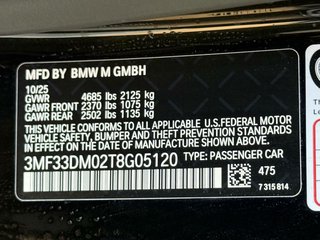 MFD BY BMW M GMBH
10/25
GVWR 4685 lbs 2125 kg
GAWR FRONT 2370 lbs 1075 kg
GAWR REAR 2502 lbs 1135 kg
THIS VEHICLE CONFORMS TO ALL APPLICABLE U.S.FEDERAL MOTOR
VEHICLE SAFETY, BUMPER AND THEFT PREVENTION STANDARDS
IN EFFECT ON THE DATE OF MANUFACTURE SHOWN ABOVE.
3MF33DM02T8G05120 TYPE: PASSENGER CAR
475
7 315 814